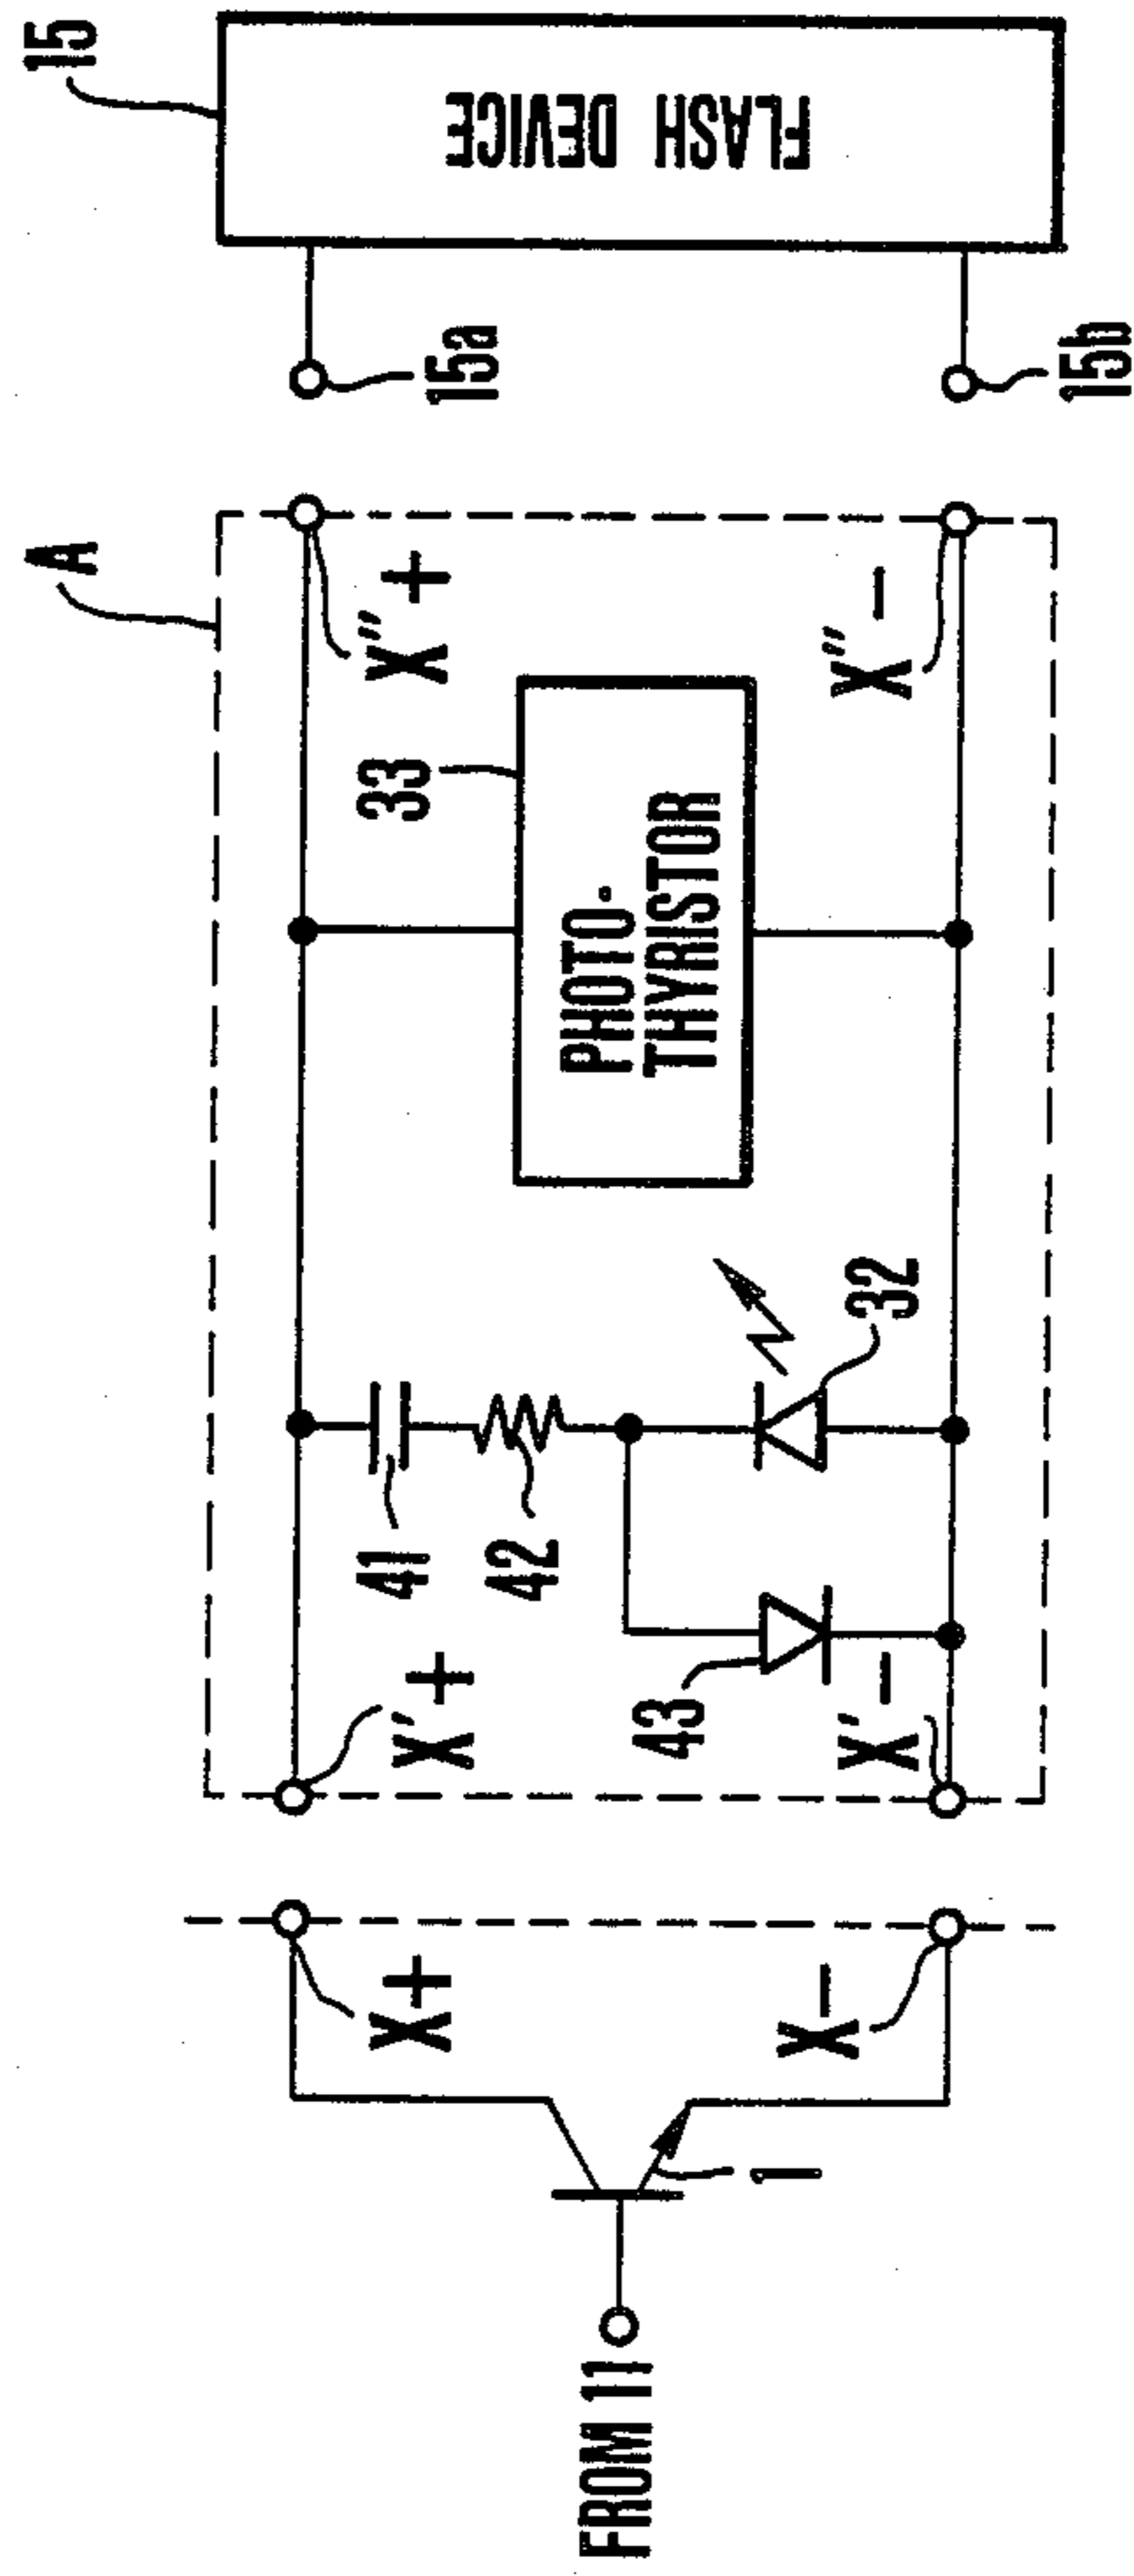 FROM 11
1
X+
X-
X'+
X'-
41
42
43
32
33
PHOTO-
THYRISTOR
X"+
X"-
A
15a
15b
15
FLASH DEVICE